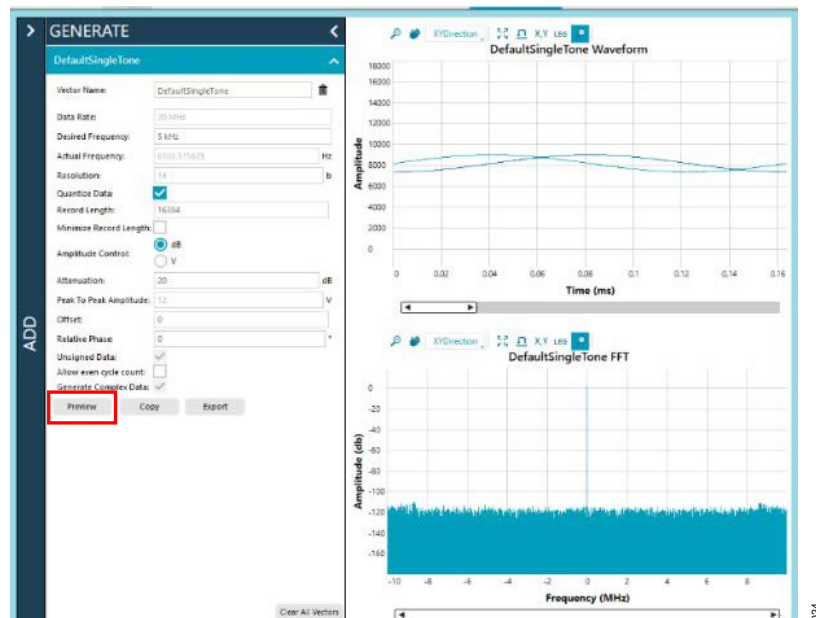 GENERATE
DefaultSingleTone
Vector Name: DefaultSingleTone
Data Rate: 20 MHz
Desired Frequency: 5 kHz
Actual Frequency: Hz
Resolution: b
Quantize Data:
Record Length: 16384
Minimize Record Length:
Amplitude Control: dB
V
Attenuation: 20 dB
Peak To Peak Amplitude: 12 V
Offset: 0
Relative Phase: 0 °
Unsigned Data:
Allow even cycle count:
Generate Complex Data:
Preview Copy Export
Clear All Vectors
ADD
XYDirection X,Y LBS
DefaultSingleTone Waveform
Amplitude
18000
16000
14000
12000
10000
8000
6000
4000
2000
0
0 0.02 0.04 0.06 0.08 0.1 0.12 0.14 0.16
Time (ms)
XYDirection X,Y LBS
DefaultSingleTone FFT
Amplitude (db)
0
-20
-40
-60
-80
-100
-120
-140
-160
-10 -8 -6 -4 -2 0 2 4 6 8
Frequency (MHz)